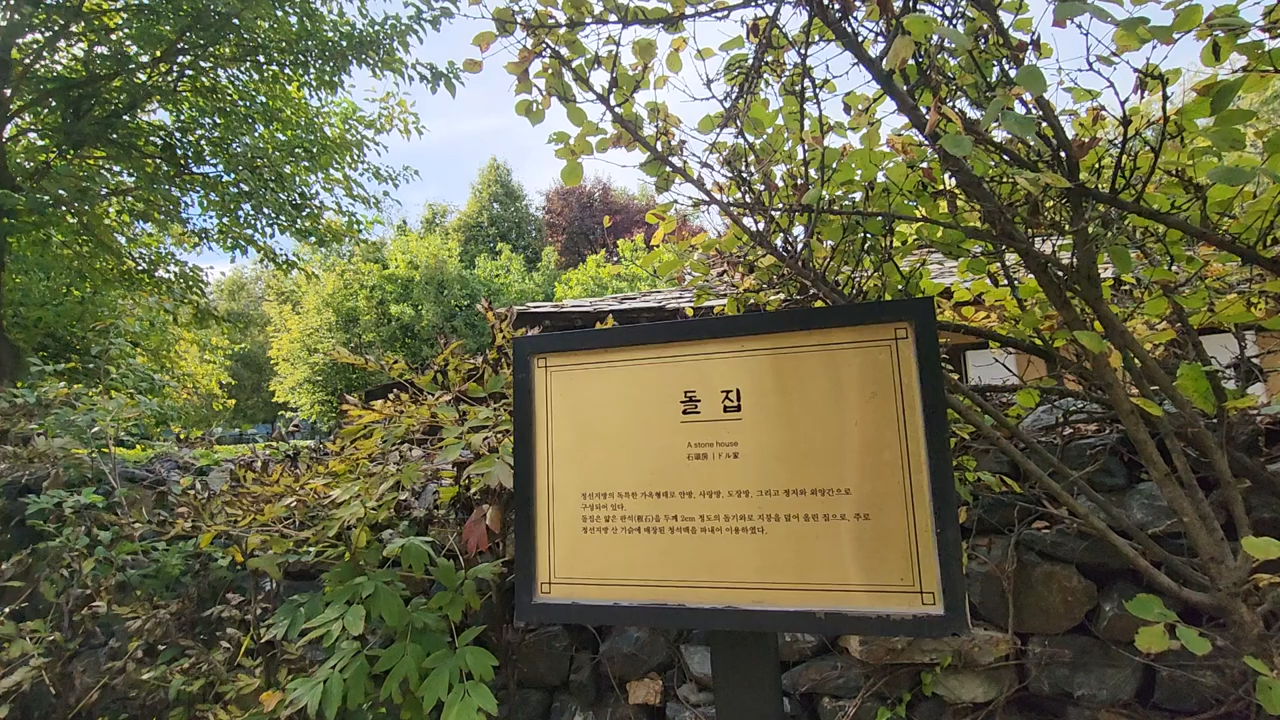 돌 집
A stone house
石頭房 | ドル家
정선지방의 독특한 가옥형태로 안방, 사랑방, 도장방, 그리고 정지와 외양간으로
구성되어 있다.
돌집은 얇은 판석(板石)을 두께 2cm 정도의 돌기와로 지붕을 덮어 올린 집으로, 주로
정선지방 산 기슭에 매장된 청석맥을 파내어 이용하였다.